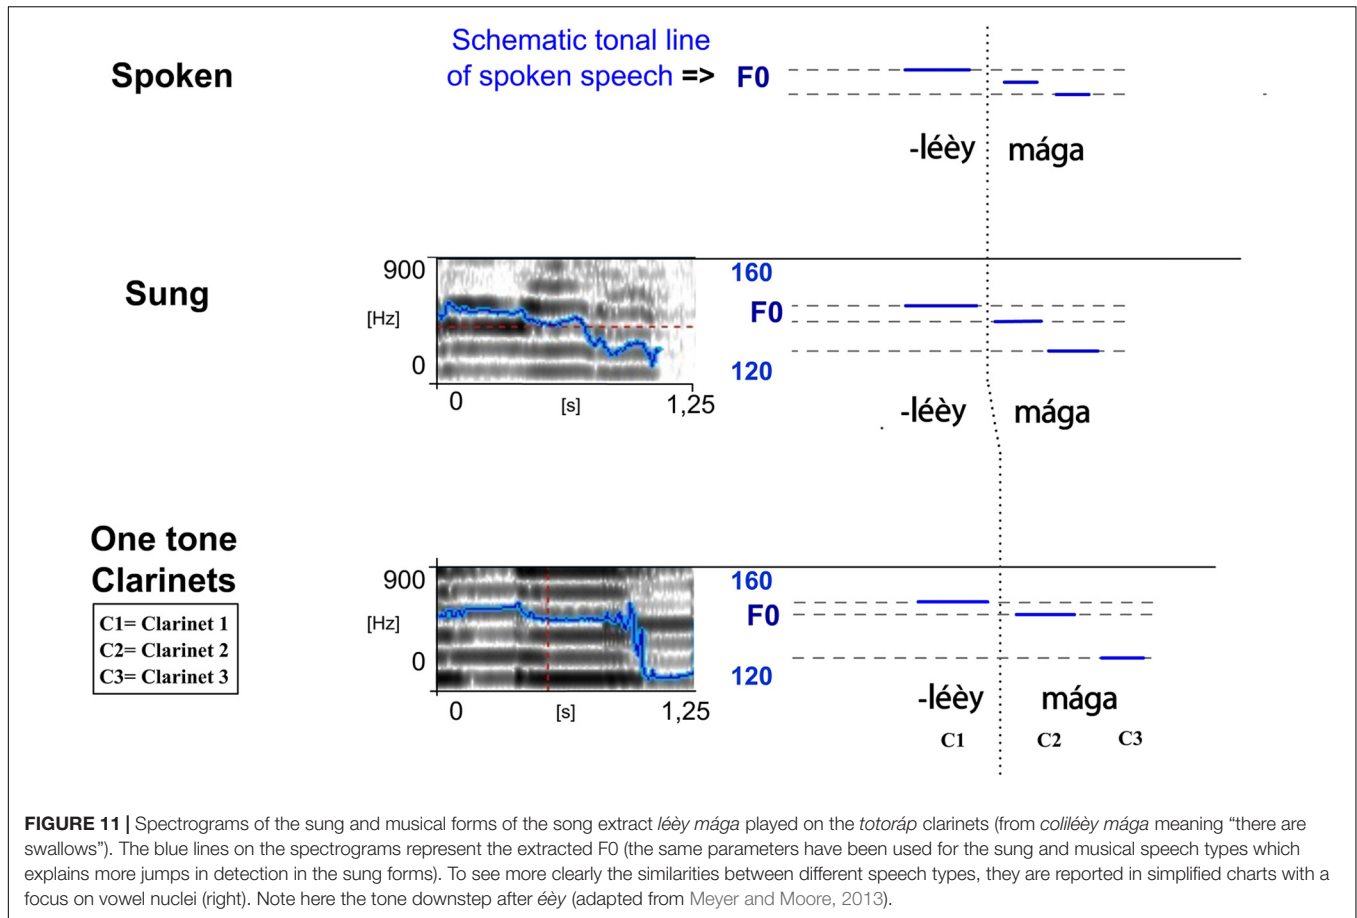 Schematic tonal line
Spoken of spoken speech => F0
-léèy mága
Sung
900
[Hz]
0
0 [s] 1,25
160
F0
120
-léèy mága
One tone
Clarinets
C1= Clarinet 1
C2= Clarinet 2
C3= Clarinet 3
900
[Hz]
0
0 [s] 1,25
160
F0
120
-léèy mága
C1 C2 C3
FIGURE 11 | Spectrograms of the sung and musical forms of the song extract léèy mága played on the totoráp clarinets (from coliléèy mága meaning “there are
swallows”). The blue lines on the spectrograms represent the extracted F0 (the same parameters have been used for the sung and musical speech types which
explains more jumps in detection in the sung forms). To see more clearly the similarities between different speech types, they are reported in simplified charts with a
focus on vowel nuclei (right). Note here the tone downstep after éèy (adapted from Meyer and Moore, 2013).